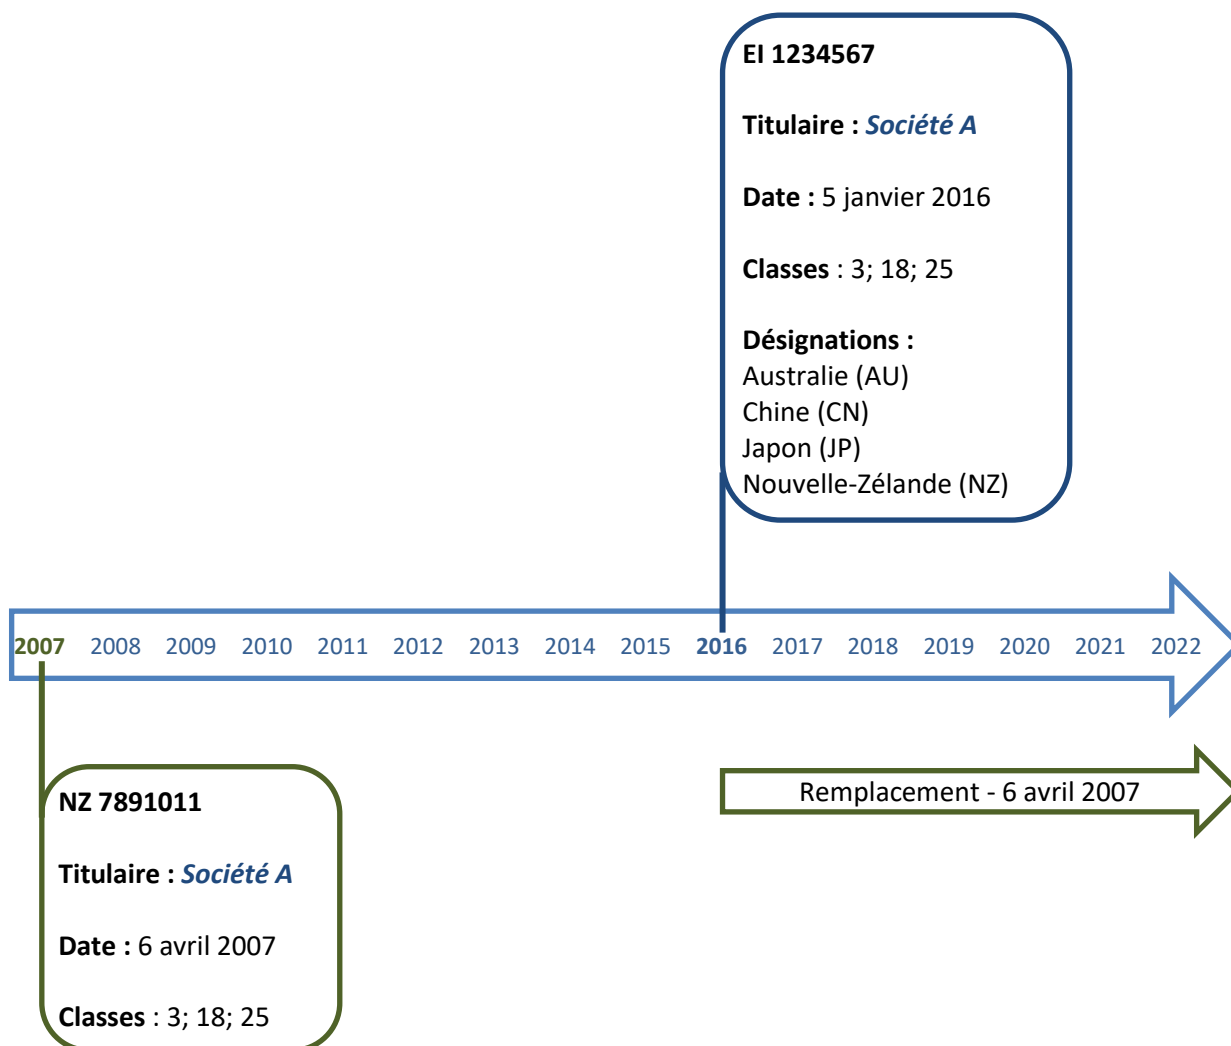 EI 1234567
Titulaire : Société A
Date : 5 janvier 2016
Classes : 3; 18; 25
Désignations :
Australie (AU)
Chine (CN)
Japon (JP)
Nouvelle-Zélande (NZ)
2007 2008 2009 2010 2011 2012 2013 2014 2015 2016 2017 2018 2019 2020 2021 2022
Remplacement - 6 avril 2007
NZ 7891011
Titulaire : Société A
Date : 6 avril 2007
Classes : 3; 18; 25